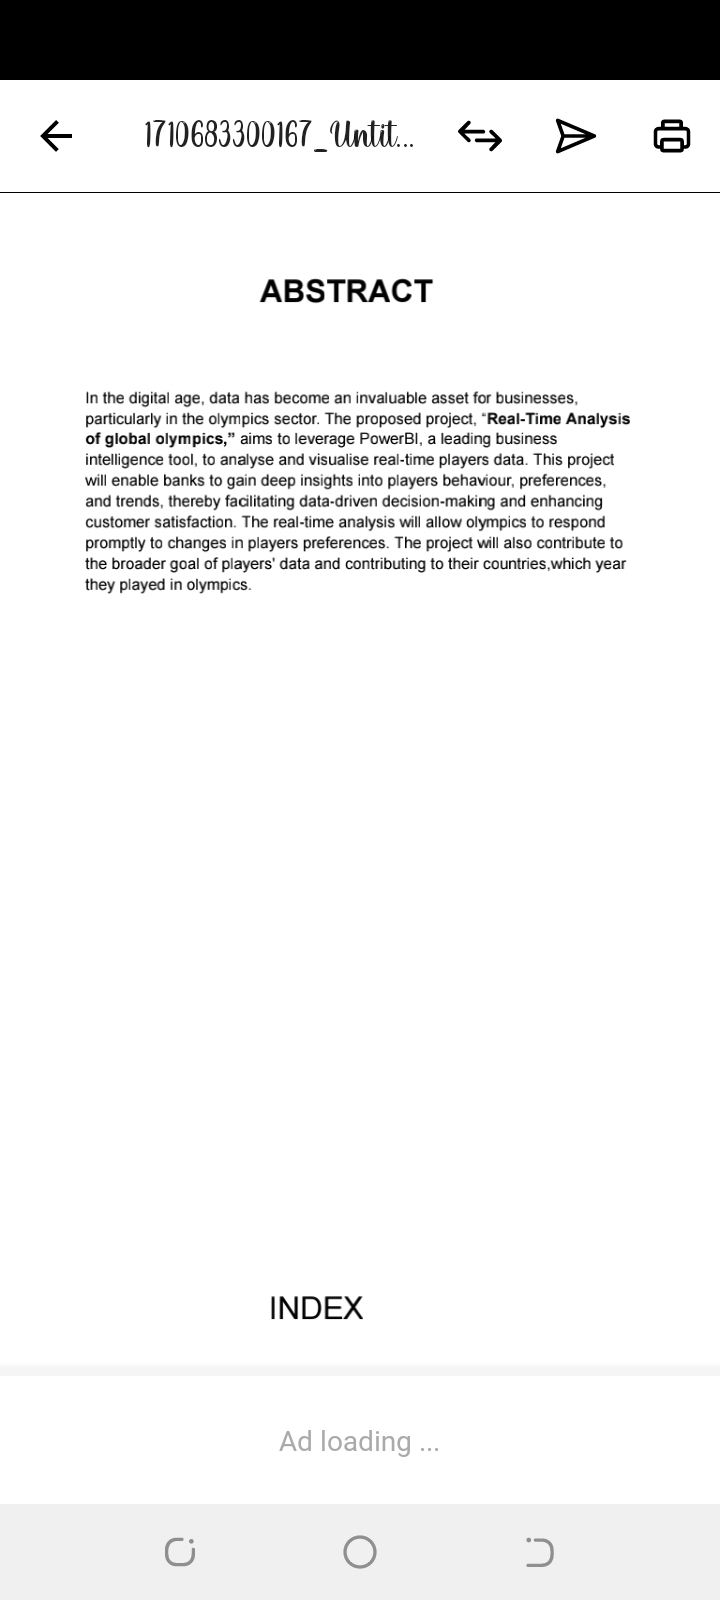 1710683300167_Untit...
ABSTRACT
In the digital age, data has become an invaluable asset for businesses,
particularly in the olympics sector. The proposed project, “Real-Time Analysis
of global olympics,” aims to leverage PowerBI, a leading business
intelligence tool, to analyse and visualise real-time players data. This project
will enable banks to gain deep insights into players behaviour, preferences,
and trends, thereby facilitating data-driven decision-making and enhancing
customer satisfaction. The real-time analysis will allow olympics to respond
promptly to changes in players preferences. The project will also contribute to
the broader goal of players' data and contributing to their countries,which year
they played in olympics.
INDEX
Ad loading ...